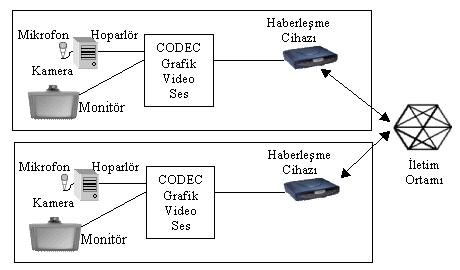 Mikrofon Hoparlör
Kamera
Monitör
CODEC
Grafik
Video
Ses
Haberleşme
Cihazı
İletim
Ortamı
Mikrofon Hoparlör
Kamera
Monitör
CODEC
Grafik
Video
Ses
Haberleşme
Cihazı